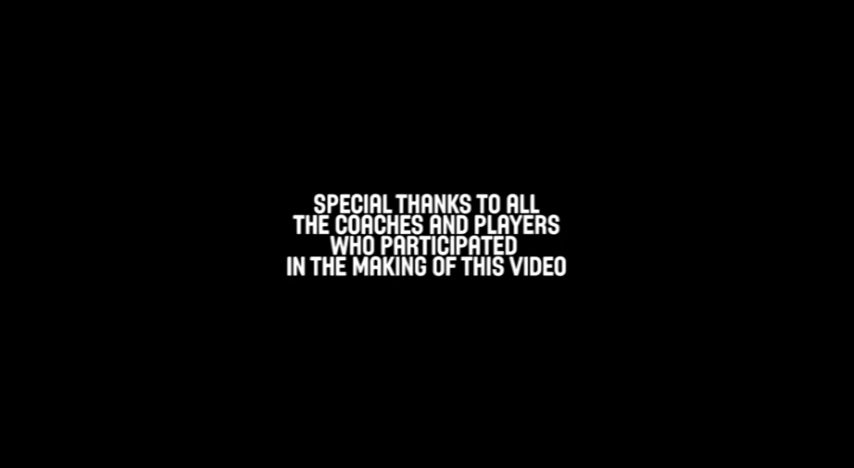 SPECIAL THANKS TO ALL
THE COACHES AND PLAYERS
WHO PARTICIPATED
IN THE MAKING OF THIS VIDEO